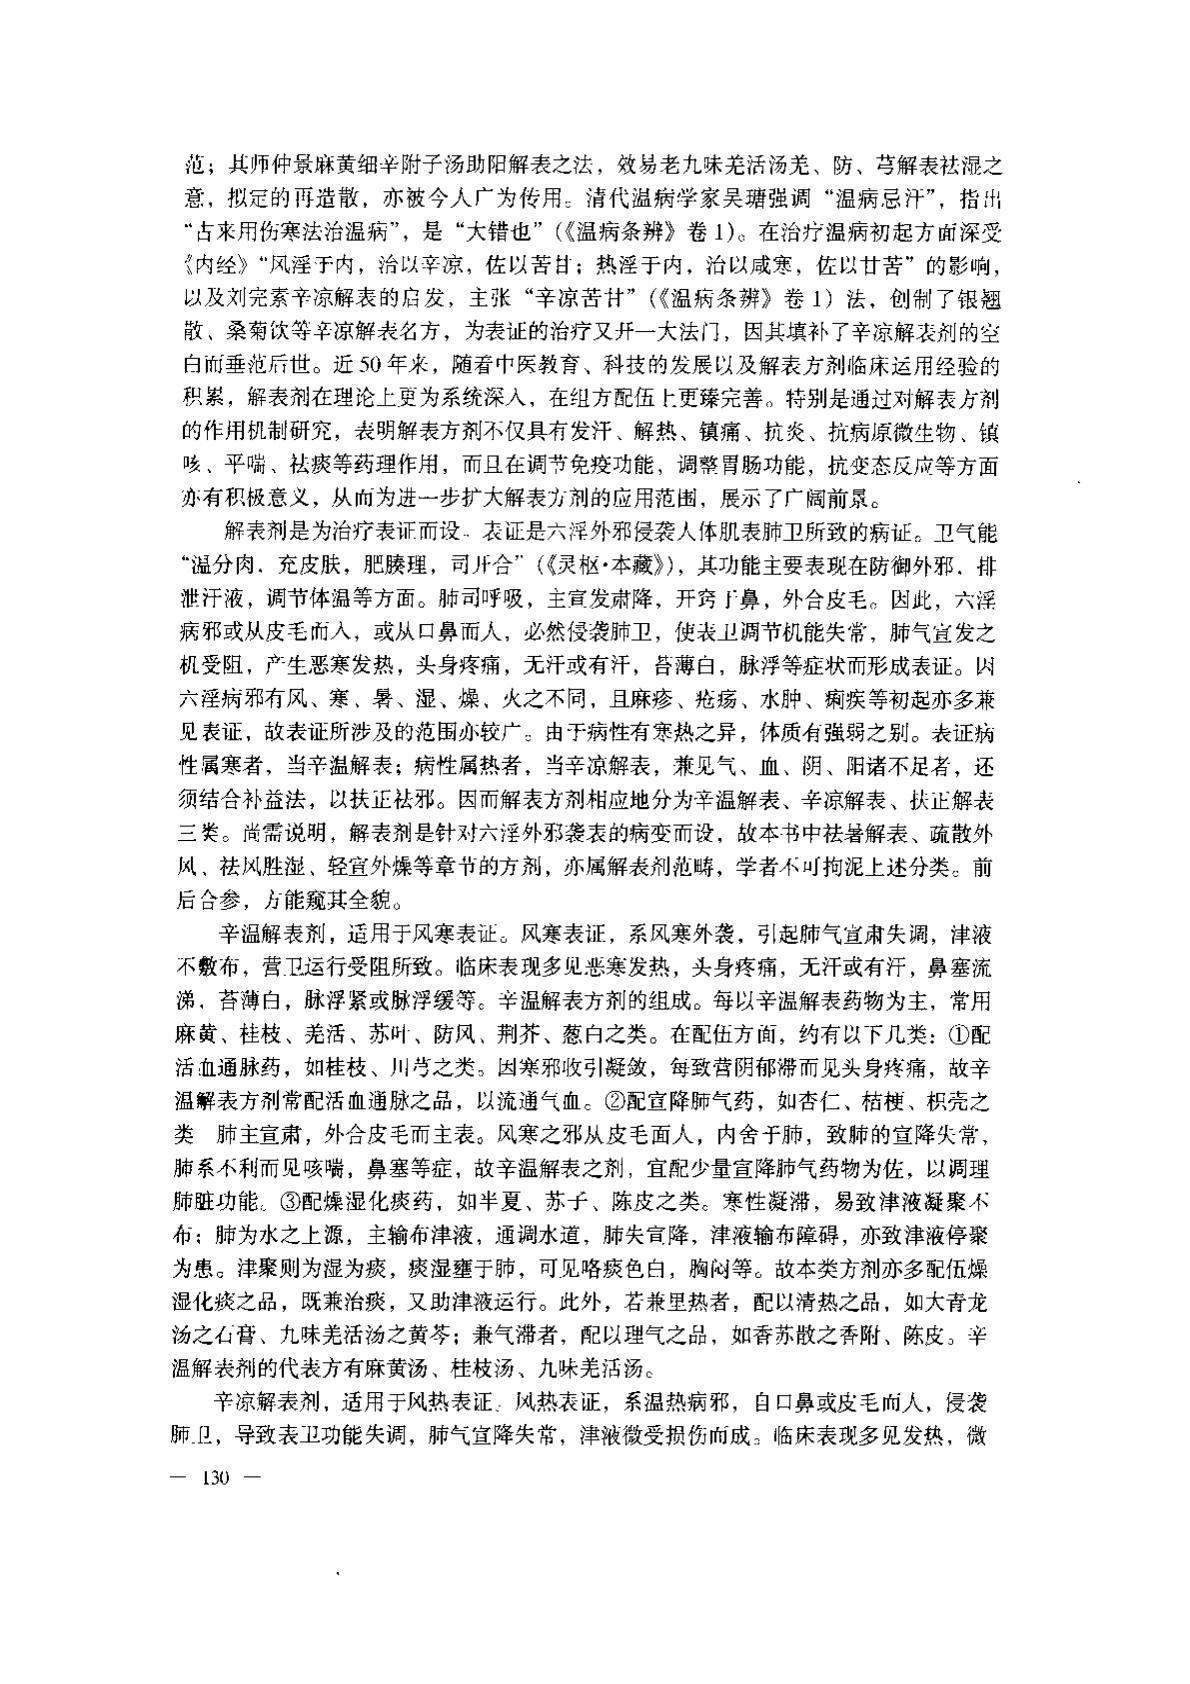 范；其师仲景麻黄细辛附子汤助阳解表之法，效易老九味羌活汤羌、防、芎解表祛湿之
意，拟定的再造散，亦被今人广为传用。清代温病学家吴瑭强调“温病忌汗”，指出
“古来用伤寒法治温病”，是“大错也”（《温病条辨》卷1）。在治疗温病初起方面深受
《内经》“风淫于内，治以辛凉，佐以苦甘；热淫于内，治以咸寒，佐以甘苦”的影响，
以及刘完素辛凉解表的启发，主张“辛凉苦甘”（《温病条辨》卷1）法，创制了银翘
散、桑菊饮等辛凉解表名方，为表证的治疗又开一大法门，因其填补了辛凉解表剂的空
白而垂范后世。近50年来，随着中医教育、科技的发展以及解表方剂临床运用经验的
积累，解表剂在理论上更为系统深入，在组方配伍上更臻完善。特别是通过对解表方剂
的作用机制研究，表明解表方剂不仅具有发汗、解热、镇痛、抗炎、抗病原微生物、镇
咳、平喘、祛痰等药理作用，而且在调节免疫功能，调整胃肠功能，抗变态反应等方面
亦有积极意义，从而为进一步扩大解表方剂的应用范围，展示了广阔前景。
解表剂是为治疗表证而设。表证是六淫外邪侵袭人体肌表肺卫所致的病证。卫气能
“温分肉．充皮肤，肥腠理，司开合”（《灵枢·本藏》），其功能主要表现在防御外邪．排
泄汗液，调节体温等方面。肺司呼吸，主宣发肃降，开窍于鼻，外合皮毛。因此，六淫
病邪或从皮毛而入，或从口鼻而人，必然侵袭肺卫，使表卫调节机能失常，肺气宣发之
机受阻，产生恶寒发热，头身疼痛，无汗或有汗，苔薄白，脉浮等症状而形成表证。因
六淫病邪有风、寒、暑、湿、燥、火之不同，且麻疹、疮疡、水肿、痢疾等初起亦多兼
见表证，故表证所涉及的范围亦较广。由于病性有寒热之异，体质有强弱之别。表证病
性属寒者，当辛温解表；病性属热者，当辛凉解表，兼见气、血、阴、阳诸不足者，还
须结合补益法，以扶正祛邪。因而解表方剂相应地分为辛温解表、辛凉解表、扶正解表
三类。尚需说明，解表剂是针对六淫外邪袭表的病变而设，故本书中祛暑解表、疏散外
风、祛风胜湿、轻宣外燥等章节的方剂，亦属解表剂范畴，学者不可拘泥上述分类。前
后合参，方能窥其全貌。
辛温解表剂，适用于风寒表证。风寒表证，系风寒外袭，引起肺气宣肃失调，津液
不敷布，营卫运行受阻所致。临床表现多见恶寒发热，头身疼痛，无汗或有汗，鼻塞流
涕．苔薄白，脉浮紧或脉浮缓等。辛温解表方剂的组成。每以辛温解表药物为主，常用
麻黄、桂枝、羌活、苏叶、防风、荆芥、葱白之类。在配伍方面，约有以下几类：①配
活血通脉药，如桂枝、川芎之类。因寒邪收引凝敛，每致营阴郁滞而见头身疼痛，故辛
温解表方剂常配活血通脉之品，以流通气血。②配宣降肺气药，如杏仁、桔梗、枳壳之
类　肺主宣肃，外合皮毛而主表。风寒之邪从皮毛面人，内舍于肺，致肺的宣降失常，
肺系不利而见咳喘，鼻塞等症，故辛温解表之剂，宜配少量宣降肺气药物为佐，以调理
肺脏功能。③配燥湿化痰药，如半夏、苏子、陈皮之类。寒性凝滞，易致津液凝聚不
布；肺为水之上源，主输布津液，通调水道，肺失宣降，津液输布障碍，亦致津液停聚
为患。津聚则为湿为痰，痰湿壅于肺，可见咯痰色白，胸闷等。故本类方剂亦多配伍燥
湿化痰之品，既兼治痰，又助津液运行。此外，若兼里热者，配以清热之品，如大青龙
汤之石膏、九味羌活汤之黄芩；兼气滞者，配以理气之品，如香苏散之香附、陈皮。辛
温解表剂的代表方有麻黄汤、桂枝汤、九味羌活汤。
辛凉解表剂，适用于风热表证。风热表证，系温热病邪，自口鼻或皮毛而人，侵袭
肺卫，导致表卫功能失调，肺气宣降失常，津液微受损伤而成。临床表现多见发热，微
— 130 —